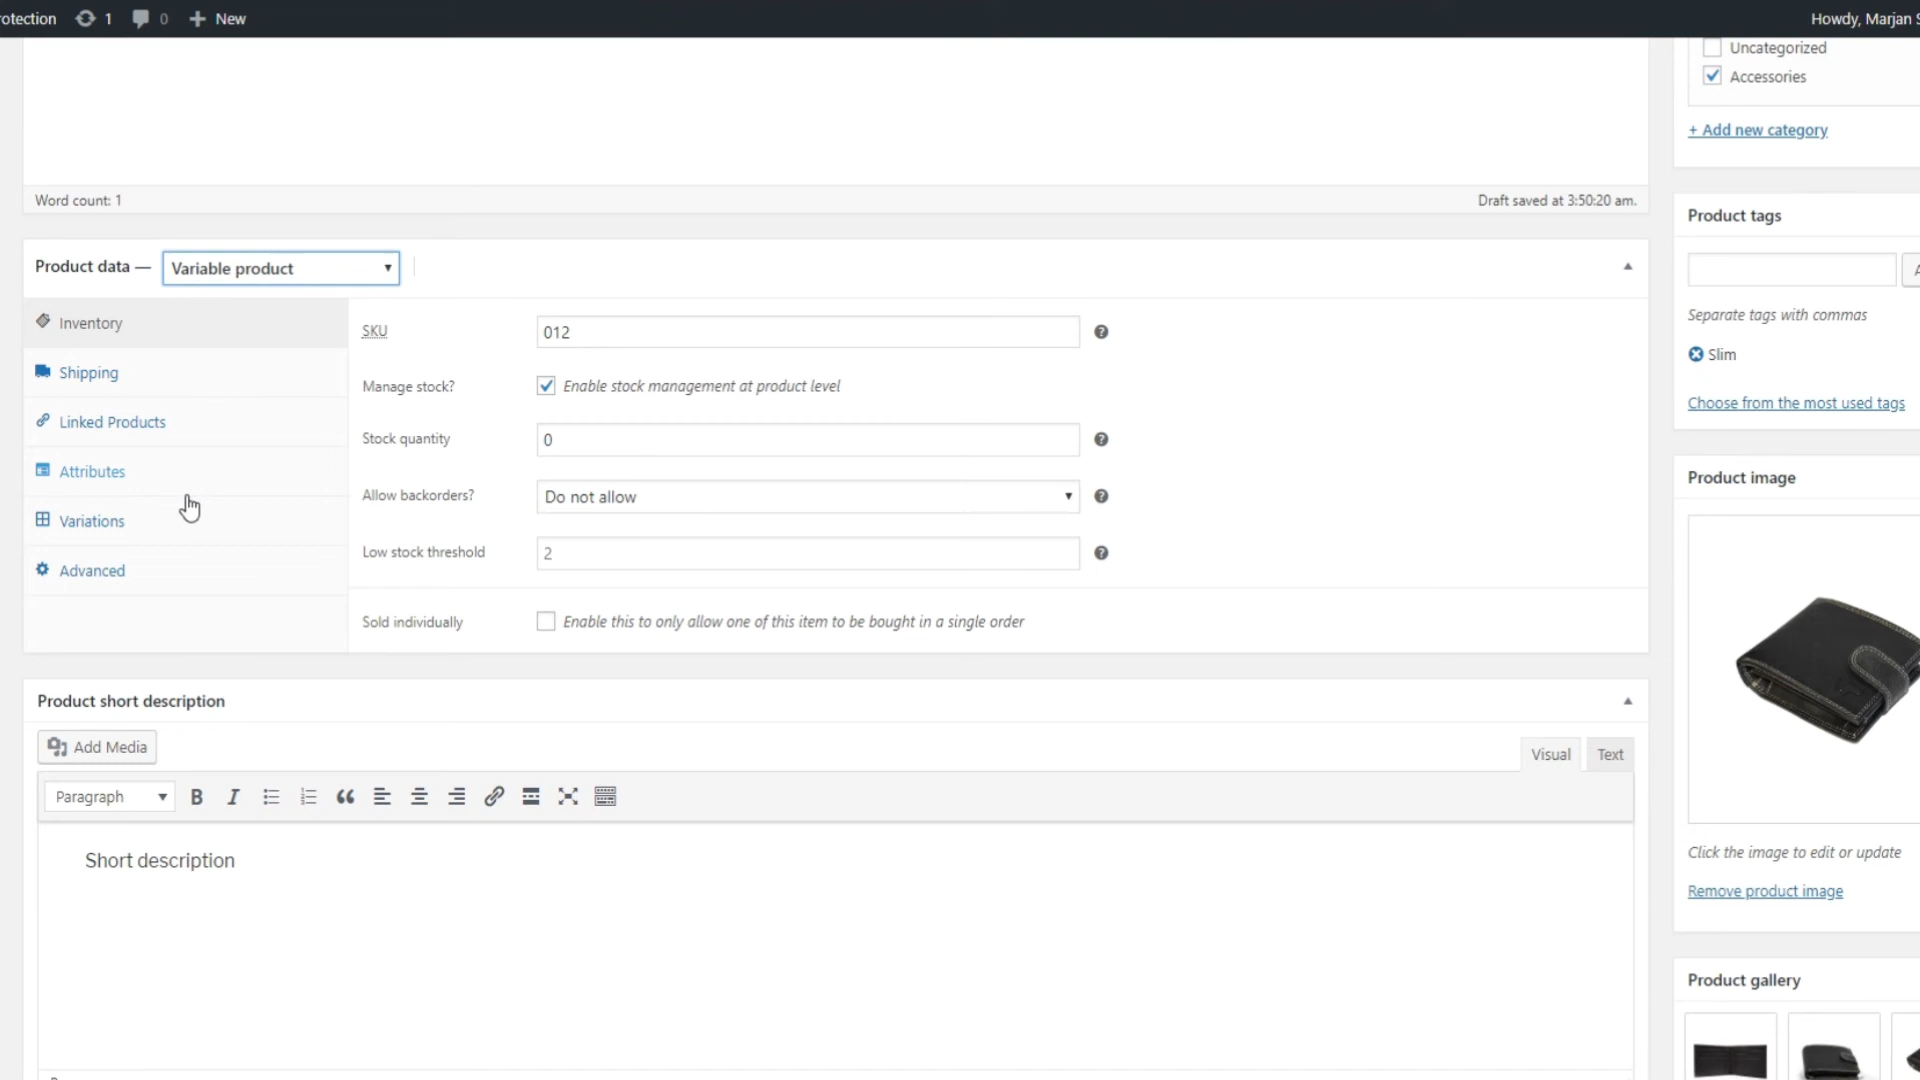 otection 1 0 New Howdy, Marjan S
Uncategorized
Accessories
+ Add new category
Word count: 1 Draft saved at 3:50:20 am.
Product tags
Product data — Variable product
Inventory
SKU 012
Separate tags with commas
Slim
Shipping
Manage stock? Enable stock management at product level
Choose from the most used tags
Linked Products
Stock quantity 0
Attributes
Product image
Allow backorders? Do not allow
Variations
Low stock threshold 2
Advanced
Sold individually Enable this to only allow one of this item to be bought in a single order
Product short description
Add Media Visual Text
Paragraph B I
Short description
Click the image to edit or update
Remove product image
Product gallery